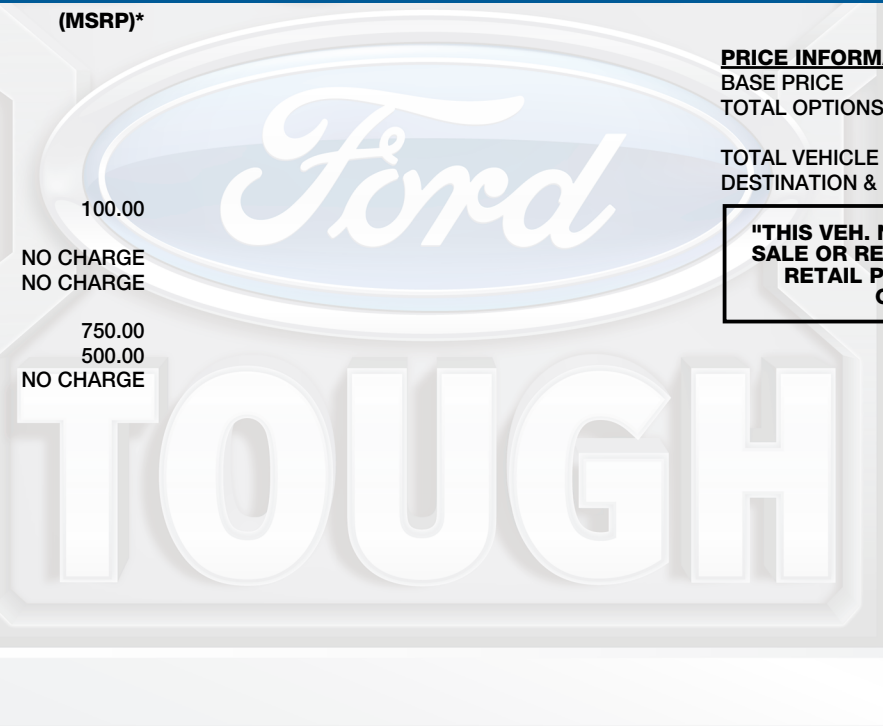 (MSRP)*
100.00
NO CHARGE
NO CHARGE
750.00
500.00
NO CHARGE
PRICE INFORMA
BASE PRICE
TOTAL OPTIONS
TOTAL VEHICLE
DESTINATION &
"THIS VEH. N
SALE OR RE
RETAIL P
Ford
TOUGH